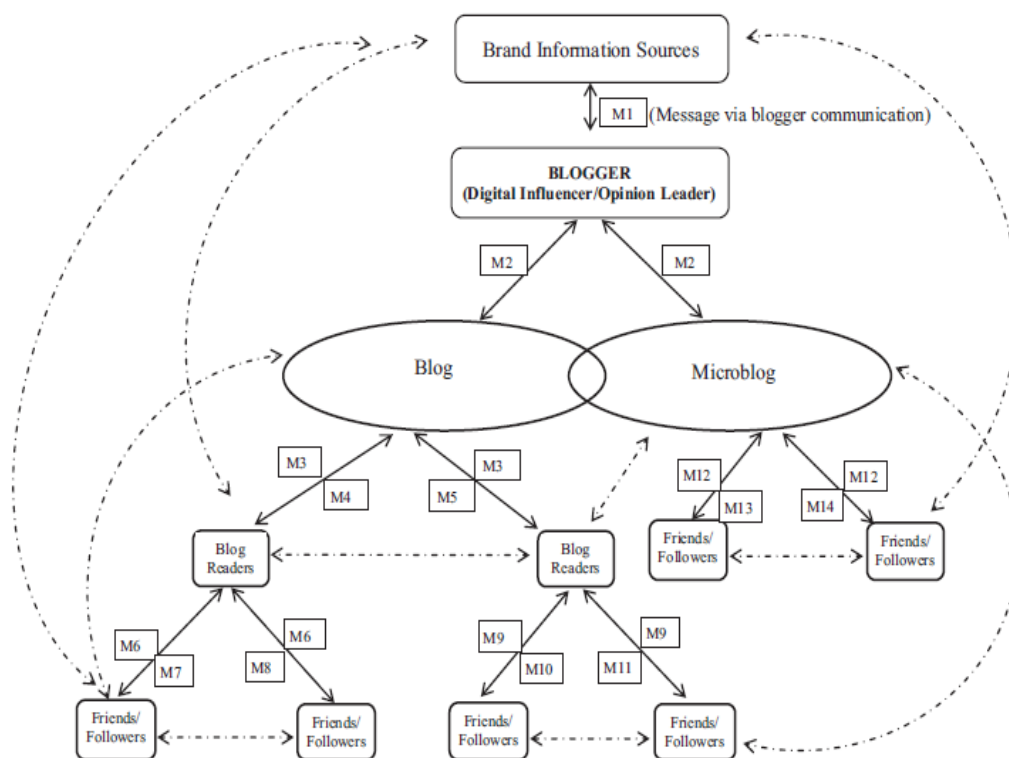 Brand Information Sources
M1 (Message via blogger communication)
BLOGGER
(Digital Influencer/Opinion Leader)
M2 M2
Blog Microblog
M3 M3 M12 M12
M4 M5 M13 M14
Blog
Readers
Blog
Readers
Friends/
Followers
Friends/
Followers
M6 M6 M9 M9
M7 M8 M10 M11
Friends/
Followers
Friends/
Followers
Friends/
Followers
Friends/
Followers